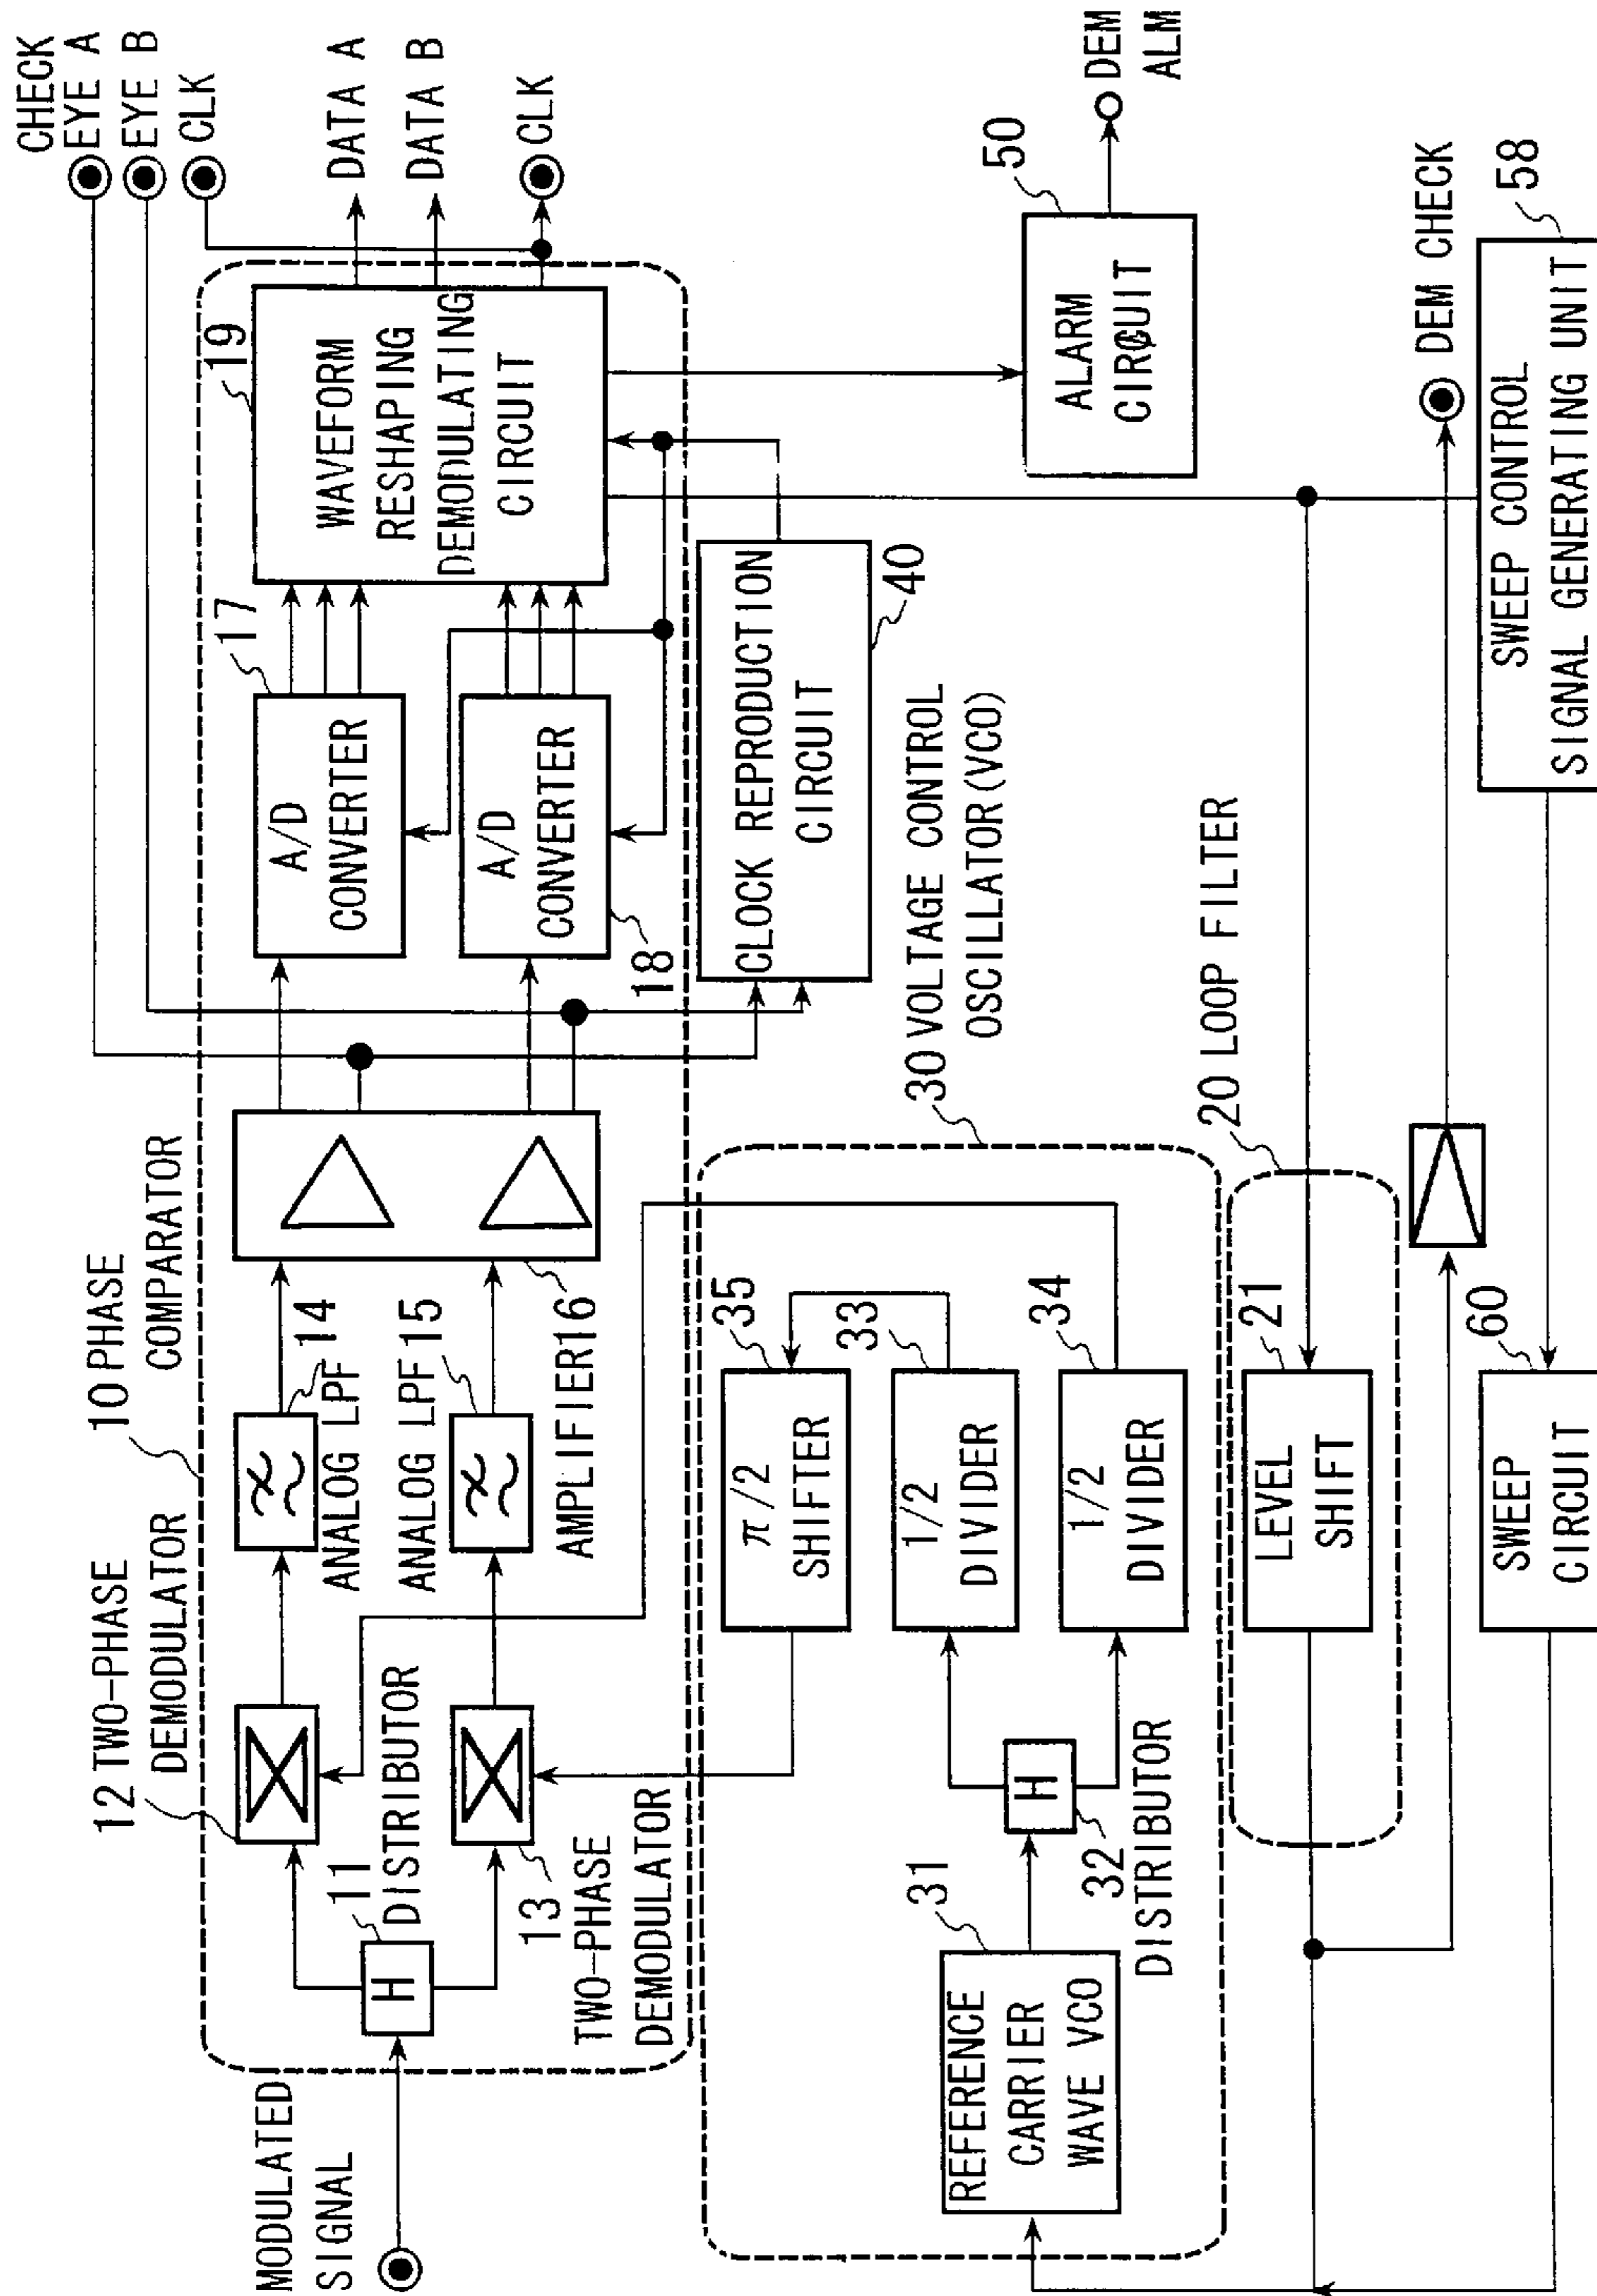 CHECK
EYE A
EYE B
CLK
DATA A
DATA B
CLK
MODULATED
SIGNAL
10 PHASE
COMPARATOR
11
DISTRIBUTOR
12 TWO-PHASE
DEMODULATOR
13
TWO-PHASE
DEMODULATOR
14
ANALOG LPF
ANALOG LPF 15
AMPLIFIER16
17
A/D
CONVERTER
A/D
CONVERTER
18
19
WAVEFORM
RESHAPING
DEMODULATING
CIRCUIT
H
CLOCK REPRODUCTION
CIRCUIT
40
50
ALARM
CIRCUIT
DEM
ALM
30 VOLTAGE CONTROL
OSCILLATOR(VCO)
31
REFERENCE
CARRIER
WAVE VCO
H
32
DISTRIBUTOR
33
1/2
DIVIDER
34
1/2
DIVIDER
35
π/2
SHIFTER
20 LOOP FILTER
21
LEVEL
SHIFT
DEM CHECK
58
SWEEP CONTROL
SIGNAL GENERATING UNIT
60
SWEEP
CIRCUIT